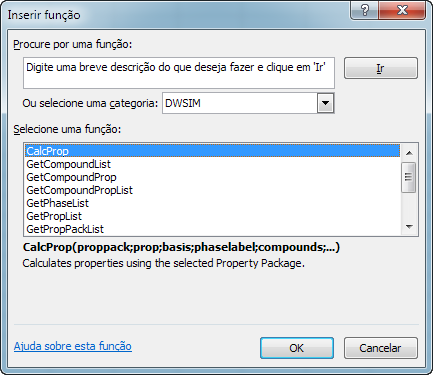 Inserir função
Procure por uma função:
Digite uma breve descrição do que deseja fazer e clique em 'Ir'
Ir
Ou selecione uma categoria:
DWSIM
Selecione uma função:
CalcProp
GetCompoundList
GetCompoundProp
GetCompoundPropList
GetPhaseList
GetPropList
GetPropPackList
CalcProp(proppack;prop;basis;phaselabel;compounds;...)
Calculates properties using the selected Property Package.
Ajuda sobre esta função
OK
Cancelar